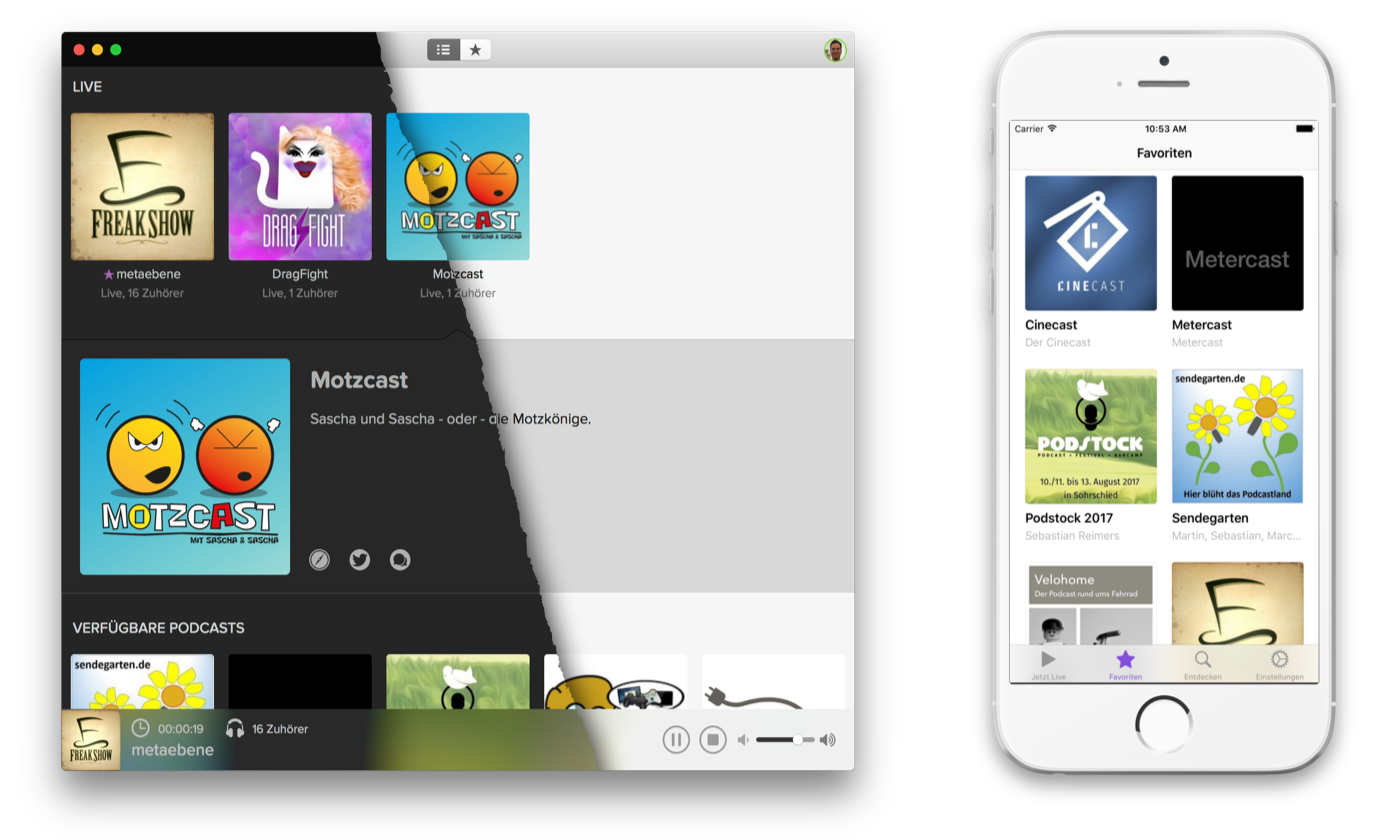 LIVE
FREAK SHOW
DRAG FIGHT
MOTZCAST
MIT SASCHA & SASCHA
metaebene
DragFight
Motzcast
Live, 16 Zuhörer
Live, 1 Zuhörer
Live, 1 Zuhörer
MOTZCAST
MIT SASCHA & SASCHA
Motzcast
Sascha und Sascha - oder - die Motzkönige.
VERFÜGBARE PODCASTS
sendegarten.de
FREAK SHOW
00:00:19
16 Zuhörer
metaebene
Carrier
10:53 AM
Favoriten
CINECAST
Metercast
Cinecast
Metercast
Der Cinecast
Metercast
PODSTOCK
PODCAST • FESTIVAL • BARCAMP
10./11. bis 13. August 2017
in Sohrschied
sendegarten.de
Hier blüht das Podcastland
Podstock 2017
Sendegarten
Sebastian Reimers
Martin, Sebastian, Marc...
Velohome
Der Podcast rund ums Fahrrad
Jetzt Live
Favoriten
Entdecken
Einstellungen